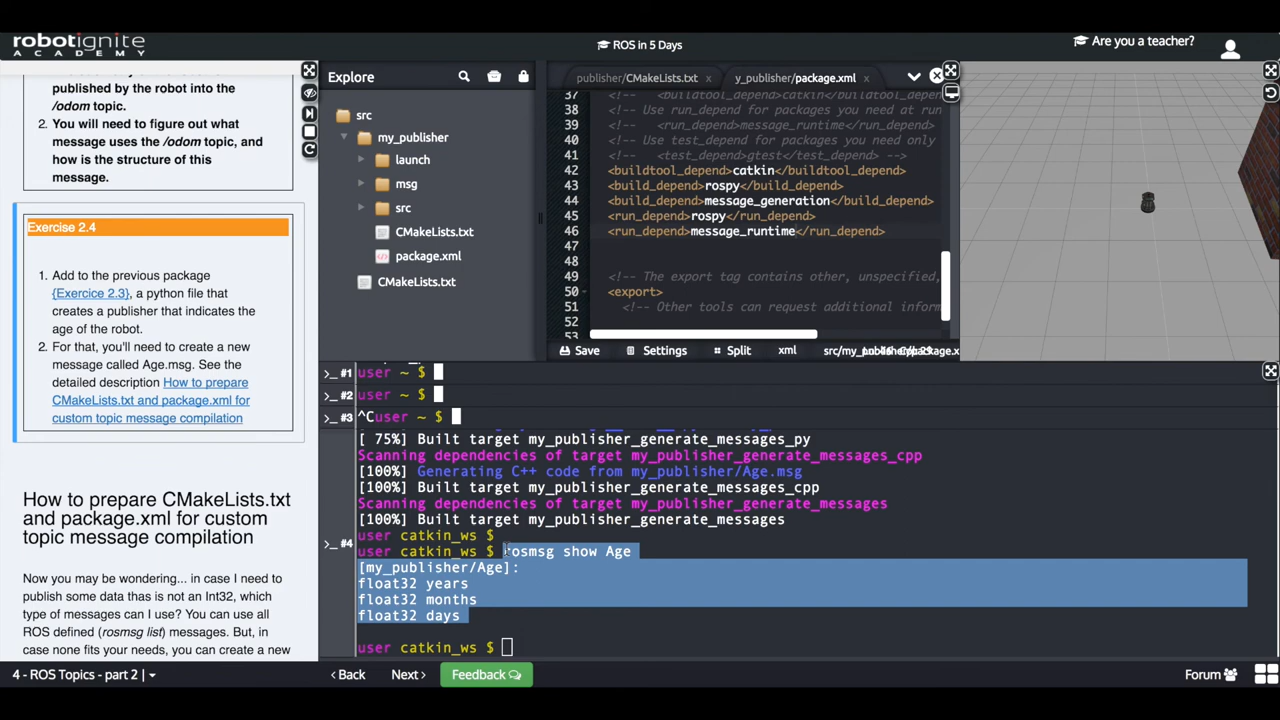 robotignite
ACADEMY
ROS in 5 Days
Are you a teacher?
published by the robot into the
/odom topic.
2. You will need to figure out what
message uses the /odom topic, and
how is the structure of this
message.
Exercise 2.4
1. Add to the previous package
{Exercice 2.3}, a python file that
creates a publisher that indicates the
age of the robot.
2. For that, you'll need to create a new
message called Age.msg. See the
detailed description How to prepare
CMakeLists.txt and package.xml for
custom topic message compilation
How to prepare CMakeLists.txt
and package.xml for custom
topic message compilation
Now you may be wondering... in case I need to
publish some data thas is not an Int32, which
type of messages can I use? You can use all
ROS defined (rosmsg list) messages. But, in
case none fits your needs, you can create a new
Explore
src
my_publisher
launch
msg
src
CMakeLists.txt
package.xml
CMakeLists.txt
publisher/CMakeLists.txt
y_publisher/package.xml
37 <!-- <buildtool_depend>catkin</buildtool_depen
38 <!-- Use run_depend for packages you need at run
39 <!-- <run_depend>message_runtime</run_depend>
40 <!-- Use test_depend for packages you need only
41 <!-- <test_depend>gtest</test_depend> -->
42 <buildtool_depend>catkin</buildtool_depend>
43 <build_depend>rospy</build_depend>
44 <build_depend>message_generation</build_depend>
45 <run_depend>rospy</run_depend>
46 <run_depend>message_runtime</run_depend>
47
48
49 <!-- The export tag contains other, unspecified,
50 <export>
51 <!-- Other tools can request additional inform
52
53
Save Settings Split xml
>_ #1 user ~ $
>_ #2 user ~ $
>_ #3 ^Cuser ~ $
[ 75%] Built target my_publisher_generate_messages_py
Scanning dependencies of target my_publisher_generate_messages_cpp
[100%] Generating C++ code from my_publisher/Age.msg
[100%] Built target my_publisher_generate_messages_cpp
Scanning dependencies of target my_publisher_generate_messages
[100%] Built target my_publisher_generate_messages
user catkin_ws $
>_ #4 user catkin_ws $ rosmsg show Age
[my_publisher/Age]:
float32 years
float32 months
float32 days
user catkin_ws $
4 - ROS Topics - part 2
Back Next
Feedback
Forum